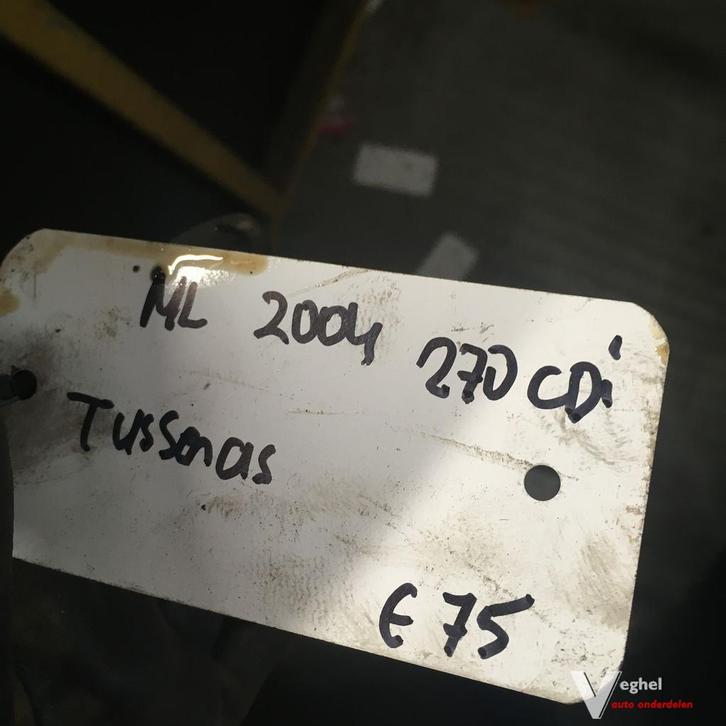 ML 2004 270 CDi
Tussenas
€ 75
Veghel
auto onderdelen